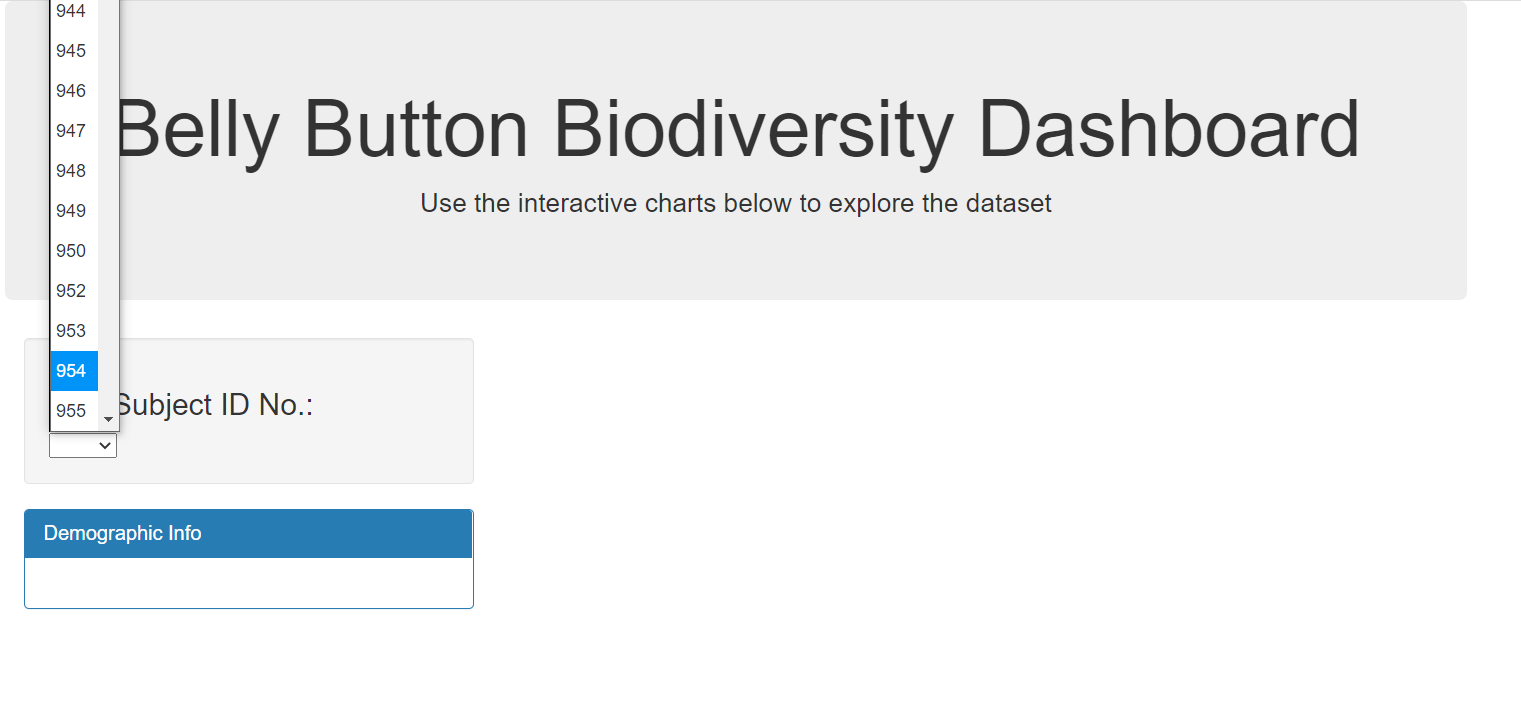 944
945
946
947
948
949
950
952
953
954
955
Belly Button Biodiversity Dashboard
Use the interactive charts below to explore the dataset
Subject ID No.:
Demographic Info